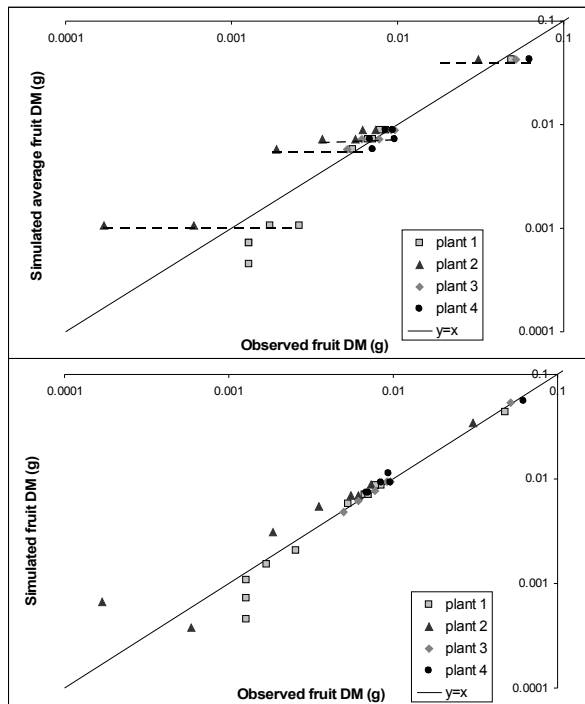 0.0001 0.001 0.01 0.1
0.1
0.01
0.001
0.0001
Simulated average fruit DM (g)
Observed fruit DM (g)
plant 1
plant 2
plant 3
plant 4
y=x
0.0001 0.001 0.01 0.1
0.1
0.01
0.001
0.0001
Simulated fruit DM (g)
Observed fruit DM (g)
plant 1
plant 2
plant 3
plant 4
y=x